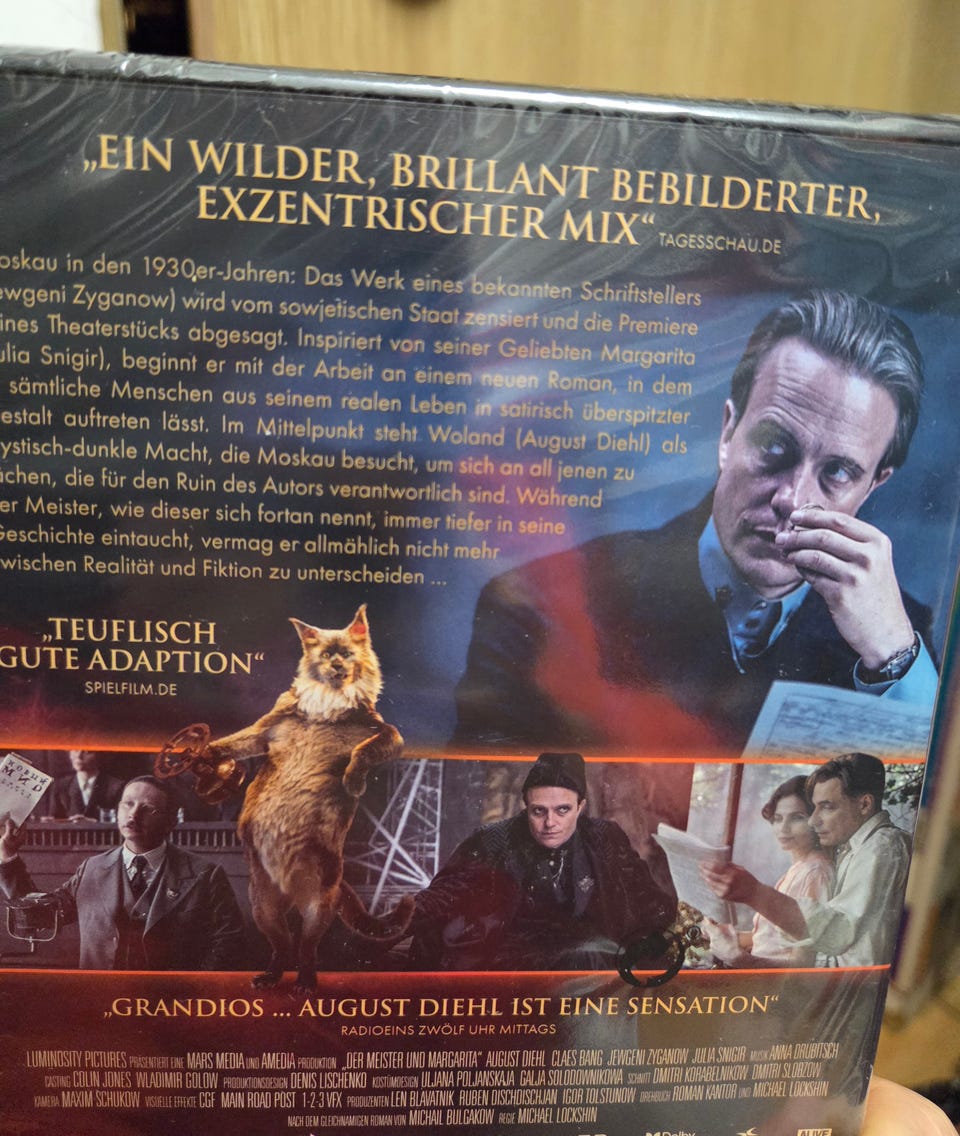 „EIN WILDER, BRILLANT BEBILDERTER,
EXZENTRISCHER MIX“ TAGESSCHAU.DE
oskau in den 1930er-Jahren: Das Werk eines bekannten Schriftstellers
ewgeni Zyganow) wird vom sowjetischen Staat zensiert und die Premiere
ines Theaterstücks abgesagt. Inspiriert von seiner Geliebten Margarita
ulia Snigir), beginnt er mit der Arbeit an einem neuen Roman, in dem
sämtliche Menschen aus seinem realen Leben in satirisch überspitzter
estalt auftreten lässt. Im Mittelpunkt steht Woland (August Diehl) als
ystisch-dunkle Macht, die Moskau besucht, um sich an all jenen zu
ächen, die für den Ruin des Autors verantwortlich sind. Während
er Meister, wie dieser sich fortan nennt, immer tiefer in seine
Geschichte eintaucht, vermag er allmählich nicht mehr
wischen Realität und Fiktion zu unterscheiden ...
„TEUFLISCH
GUTE ADAPTION“
SPIELFILM.DE
НОВЫЙ
МИР
„GRANDIOS ... AUGUST DIEHL IST EINE SENSATION“
RADIOEINS ZWÖLF UHR MITTAGS
LUMINOSITY PICTURES PRÄSENTIERT EINE MARS MEDIA UND AMEDIA PRODUKTION „DER MEISTER UND MARGARITA“ AUGUST DIEHL CLAES BANG JEWGENI ZYGANOW JULIA SNIGIR MUSIK ANNA DRUBITSCH
CASTING COLIN JONES WLADIMIR GOLOW PRODUKTIONSDESIGN DENIS LISCHENKO KOSTÜMDESIGN ULJANA POLJANSKAJA GALJA SOLODOWNIKOWA SCHNITT DMITRI KORABELNIKOW DMITRI SLOBZOW
KAMERA MAXIM SCHUKOW VISUELLE EFFEKTE CGF MAIN ROAD POST 1-2-3 VFX PRODUZENTEN LEN BLAVATNIK RUBEN DISCHDISCHJAN IGOR TOLSTUNOW DREHBUCH ROMAN KANTOR UND MICHAEL LOCKSHIN
NACH DEM GLEICHNAMIGEN ROMAN VON MICHAIL BULGAKOW REGIE MICHAEL LOCKSHIN
Dolby
ALIVE